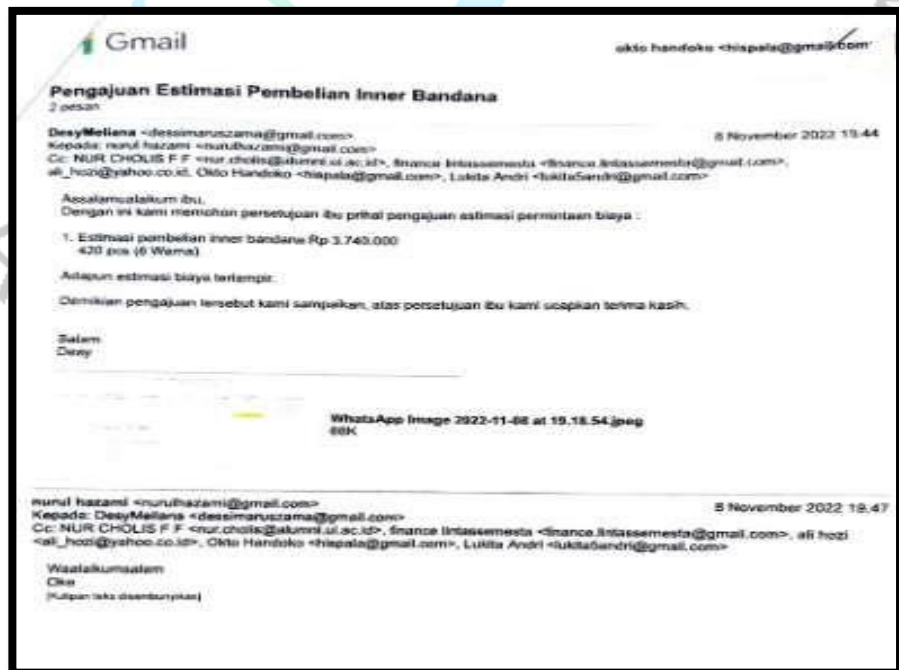 Gmail
okto handoko <hispala@gmail.com>
Pengajuan Estimasi Pembelian Inner Bandana
2 pesan
DesyMeliana <dessimaruszama@gmail.com>
8 November 2022 19.44
Kepada: nurul hazami <nurulhazami@gmail.com>
Cc: NUR CHOLIS F F <nur.cholis@alumni.ui.ac.id>, finance lintassemesta <finance.lintassemesta@gmail.com>,
ali_hozi@yahoo.co.id, Okto Handoko <hispala@gmail.com>, Lukita Andri <lukita5andri@gmail.com>
Assalamualaikum ibu,
Dengan ini kami memohon persetujuan ibu prihal pengajuan estimasi permintaan biaya :
1. Estimasi pembelian inner bandana Rp 3.740.000
420 pcs (6 Warna)
Adapun estimasi biaya terlampir.
Demikian pengajuan tersebut kami sampaikan, atas persetujuan ibu kami ucapkan terima kasih.
Salam
Desy
WhatsApp Image 2022-11-08 at 19.18.54.jpeg
nurul hazami <nurulhazami@gmail.com>
8 November 2022 19.47
Kepada: DesyMeliana <dessimaruszama@gmail.com>
Cc: NUR CHOLIS F F <nur.cholis@alumni.ui.ac.id>, finance lintassemesta <finance.lintassemesta@gmail.com>, ali hozi
<ali_hozi@yahoo.co.id>, Okto Handoko <hispala@gmail.com>, Lukita Andri <lukita5andri@gmail.com>
Waalaikumsalam
Oke
[Kutipan teks disembunyikan]